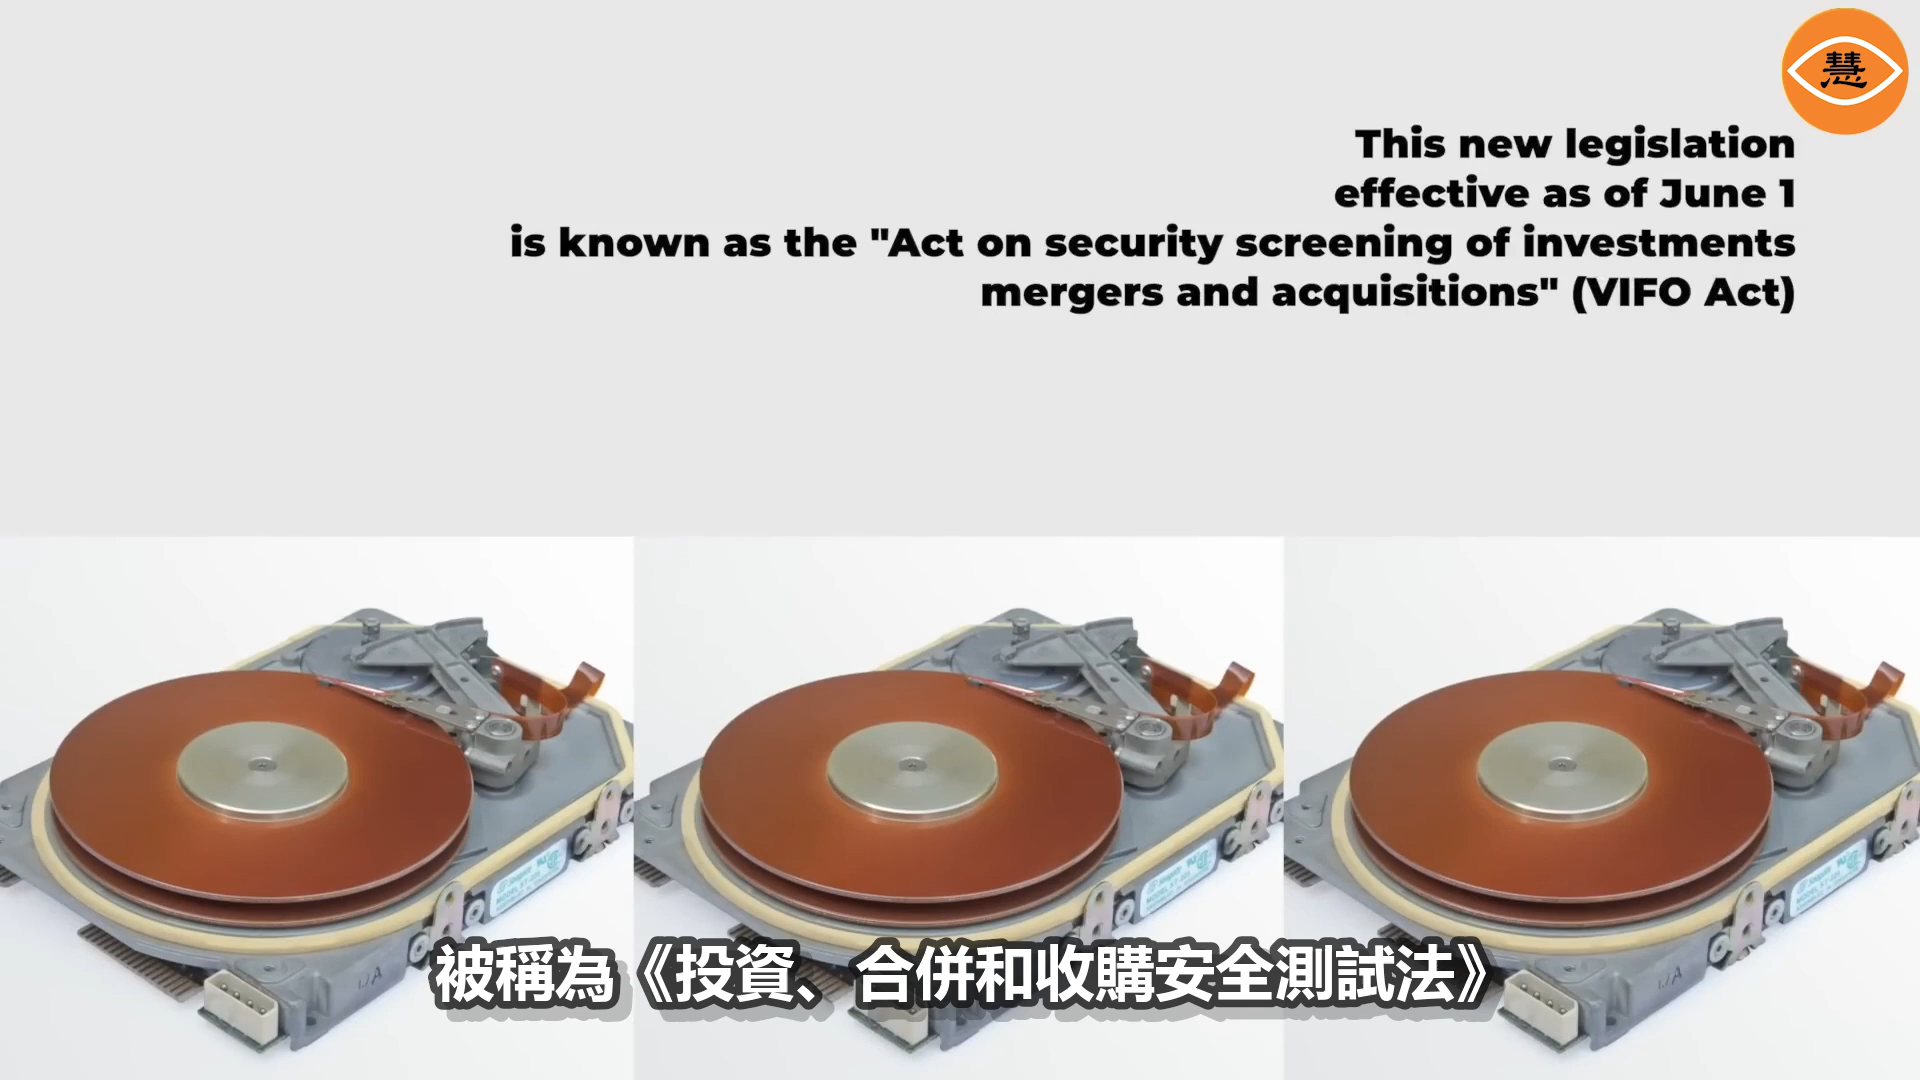 慧
This new legislation
effective as of June 1
is known as the "Act on security screening of investments
mergers and acquisitions" (VIFO Act)
被稱為《投資、合併和收購安全測試法》